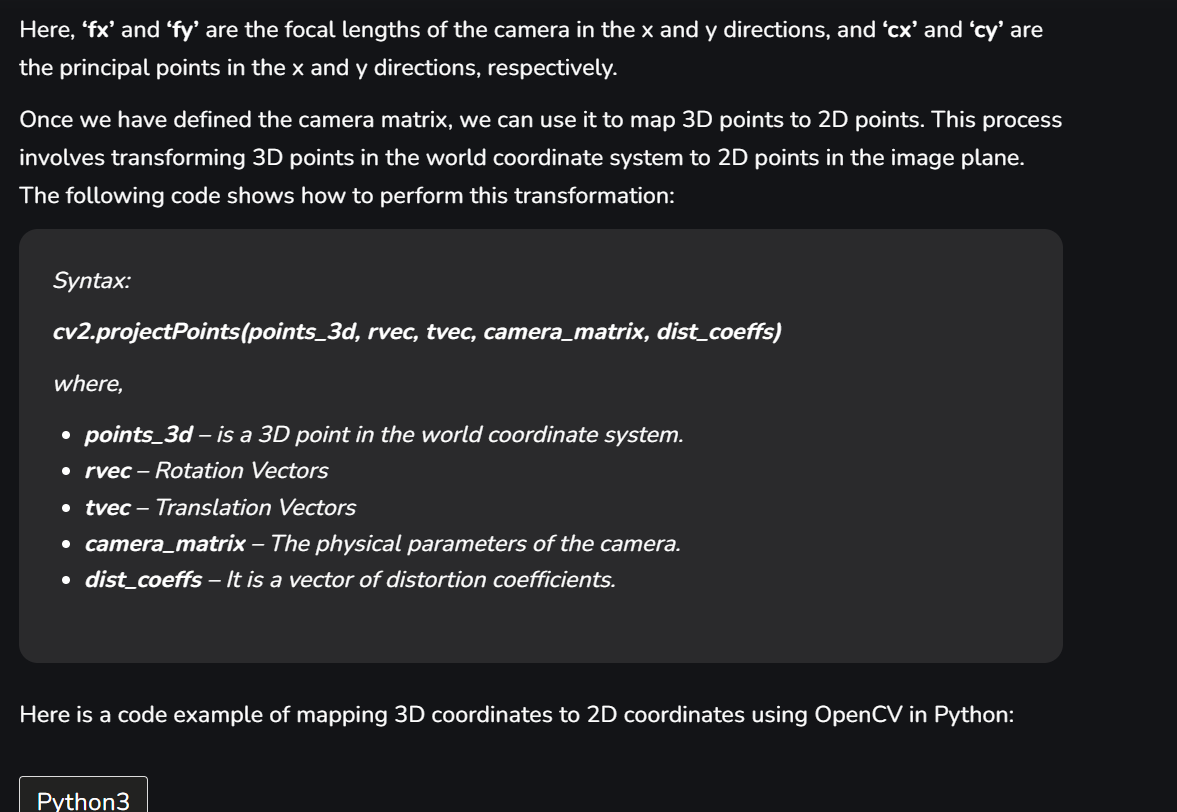 Here, ‘fx’ and ‘fy’ are the focal lengths of the camera in the x and y directions, and ‘cx’ and ‘cy’ are
the principal points in the x and y directions, respectively.
Once we have defined the camera matrix, we can use it to map 3D points to 2D points. This process
involves transforming 3D points in the world coordinate system to 2D points in the image plane.
The following code shows how to perform this transformation:
Syntax:
cv2.projectPoints(points_3d, rvec, tvec, camera_matrix, dist_coeffs)
where,
• points_3d – is a 3D point in the world coordinate system.
• rvec – Rotation Vectors
• tvec – Translation Vectors
• camera_matrix – The physical parameters of the camera.
• dist_coeffs – It is a vector of distortion coefficients.
Here is a code example of mapping 3D coordinates to 2D coordinates using OpenCV in Python:
Python3